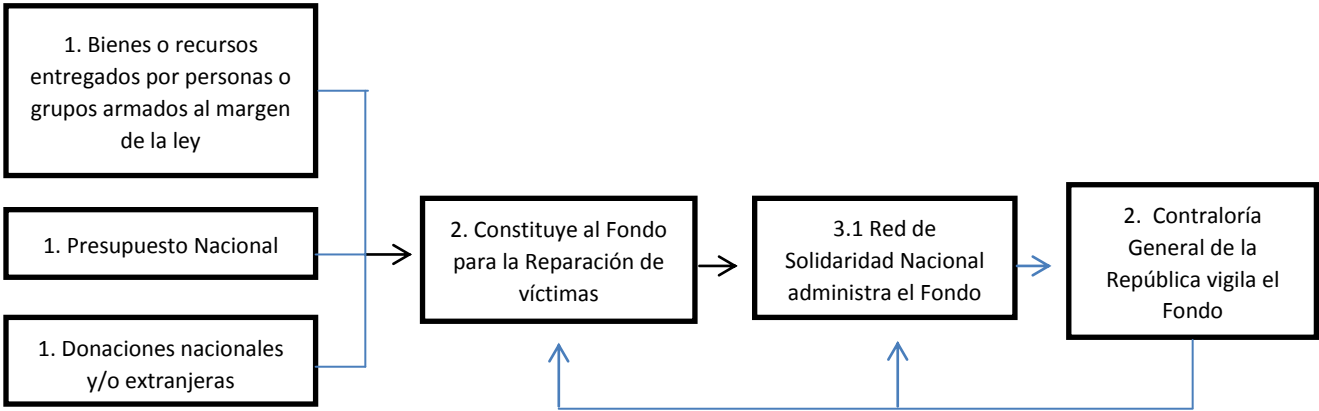 1. Bienes o recursos
entregados por personas o
grupos armados al margen
de la ley
1. Presupuesto Nacional
1. Donaciones nacionales
y/o extranjeras
2. Constituye al Fondo
para la Reparación de
víctimas
3.1 Red de
Solidaridad Nacional
administra el Fondo
2. Contraloría
General de la
República vigila el
Fondo